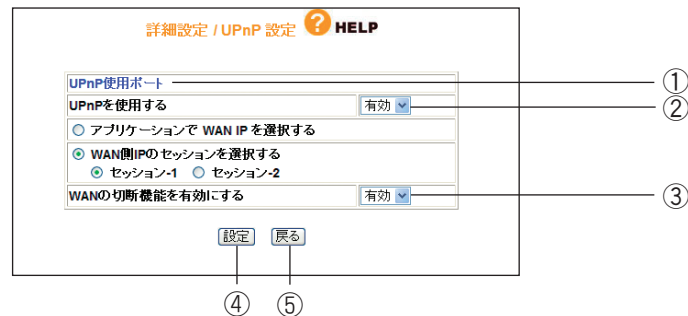 詳細設定 / UPnP 設定 ? HELP
UPnP使用ポート ①
UPnPを使用する 有効 ②
アプリケーションで WAN IP を選択する
WAN側IPのセッションを選択する
セッション-1 セッション-2
WANの切断機能を有効にする 有効 ③
設定 戻る
④ ⑤